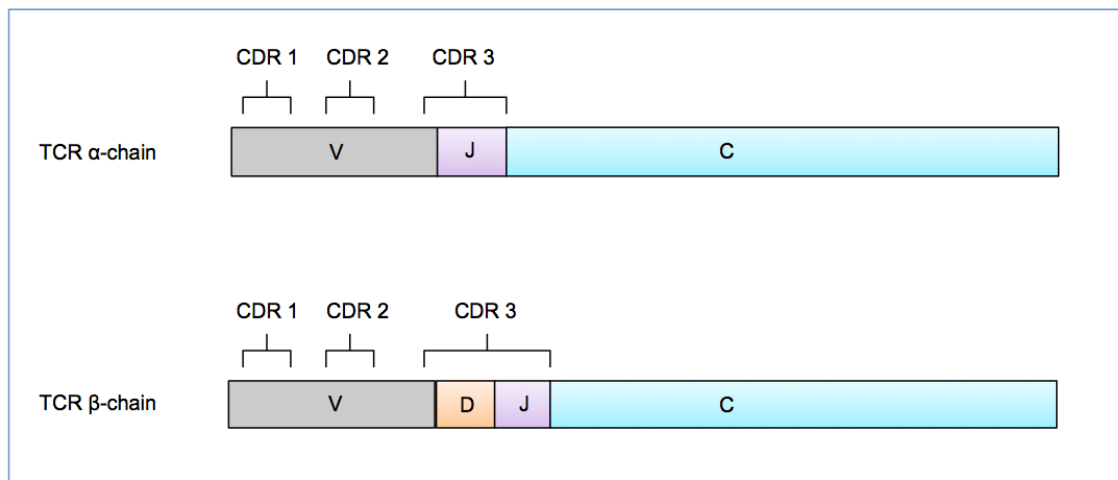 CDR 1 CDR 2 CDR 3
TCR α-chain V J C
CDR 1 CDR 2 CDR 3
TCR β-chain V D J C